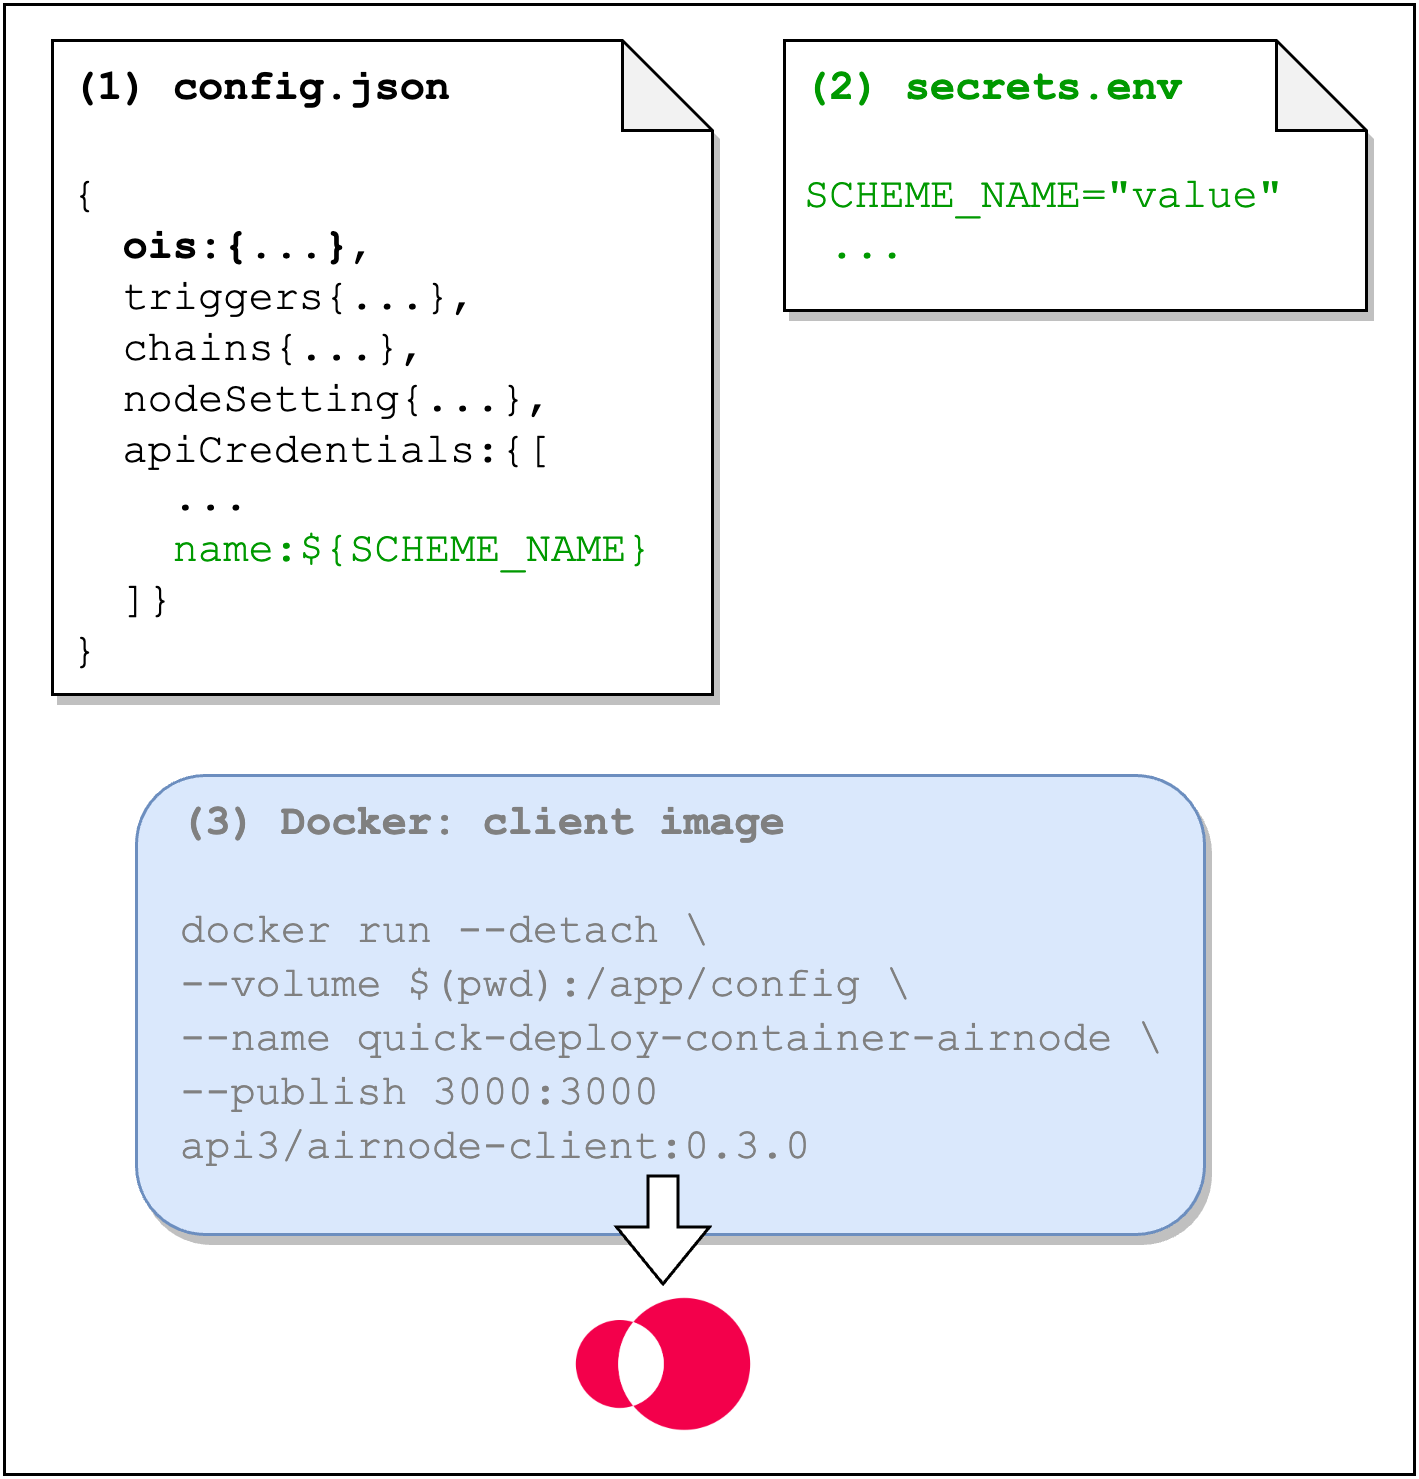 (1) config.json
{
ois:{...},
triggers{...},
chains{...},
nodeSetting{...},
apiCredentials:{[
...
name:${SCHEME_NAME}
]}
}
(2) secrets.env
SCHEME_NAME="value"
...
(3) Docker: client image
docker run --detach \
--volume $(pwd):/app/config \
--name quick-deploy-container-airnode \
--publish 3000:3000
api3/airnode-client:0.3.0